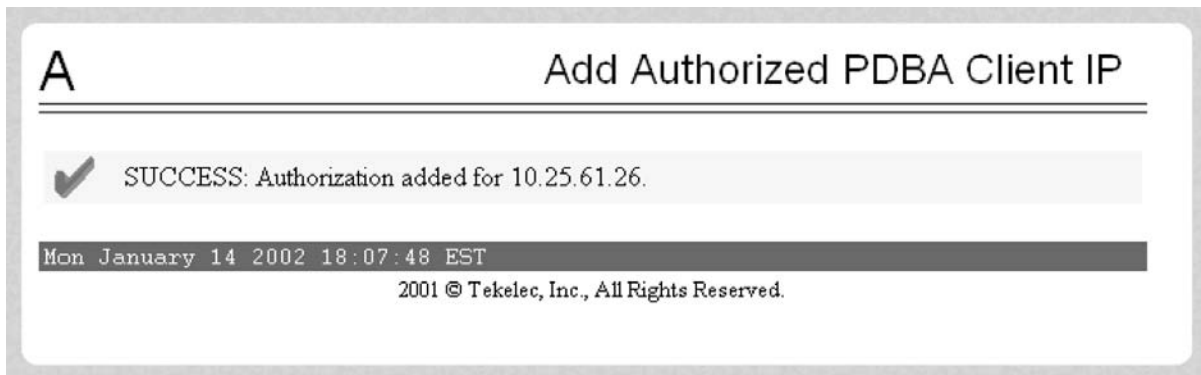 A
Add Authorized PDBA Client IP
SUCCESS: Authorization added for 10.25.61.26.
Mon January 14 2002 18:07:48 EST
2001 © Tekelec, Inc., All Rights Reserved.